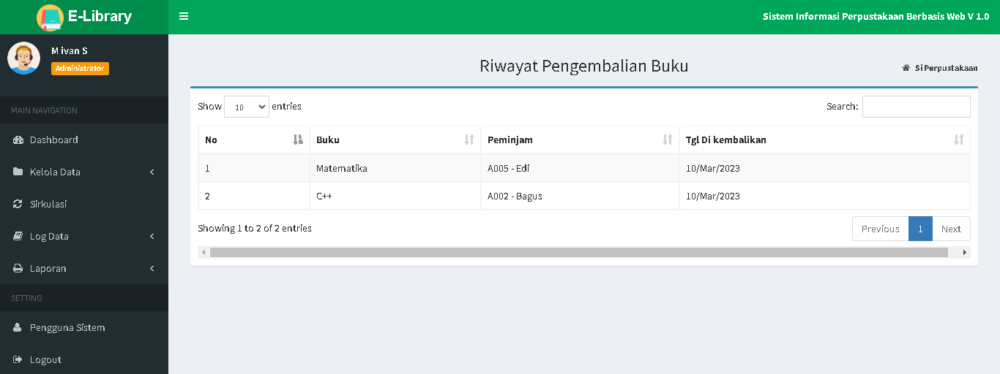 E-Library
Sistem Informasi Perpustakaan Berbasis Web V 1.0
M ivan S
Administrator
MAIN NAVIGATION
Dashboard
Kelola Data
Sirkulasi
Log Data
Laporan
SETTING
Pengguna Sistem
Logout
Riwayat Pengembalian Buku
Si Perpustakaan
Show 10 entries
Search:
No Buku Peminjam Tgl Di kembalikan
1 Matematika A005 - Edi 10/Mar/2023
2 C++ A002 - Bagus 10/Mar/2023
Showing 1 to 2 of 2 entries
Previous 1 Next